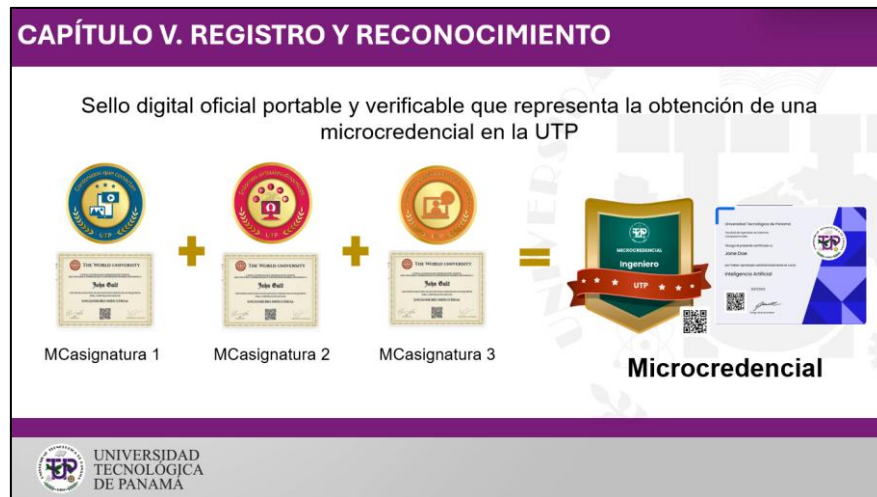 CAPÍTULO V. REGISTRO Y RECONOCIMIENTO
Sello digital oficial portable y verificable que representa la obtención de una
microcredencial en la UTP
Contenidos que conectan
UTP
UTP
THE WORLD UNIVERSITY
John Galt
THE WORLD UNIVERSITY
John Galt
THE WORLD UNIVERSITY
John Galt
MCasignatura 1
MCasignatura 2
MCasignatura 3
MICROCREDENCIAL
Ingeniero
UTP
Universidad Tecnológica de Panamá
Jane Doe
Inteligencia Artificial
Microcredencial
UNIVERSIDAD
TECNOLÓGICA
DE PANAMÁ